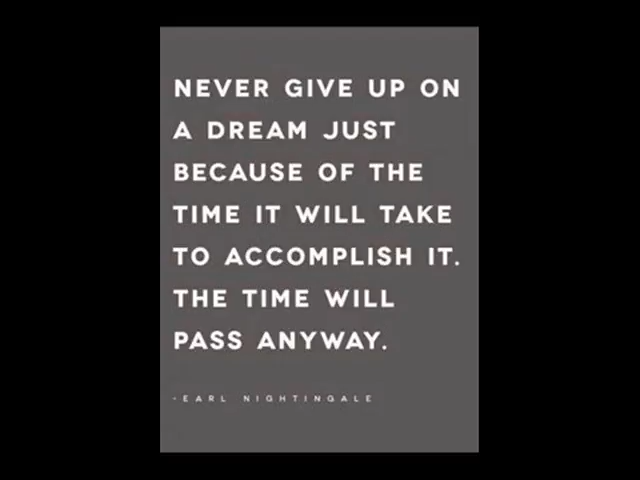 NEVER GIVE UP ON
A DREAM JUST
BECAUSE OF THE
TIME IT WILL TAKE
TO ACCOMPLISH IT.
THE TIME WILL
PASS ANYWAY.
-EARL NIGHTINGALE